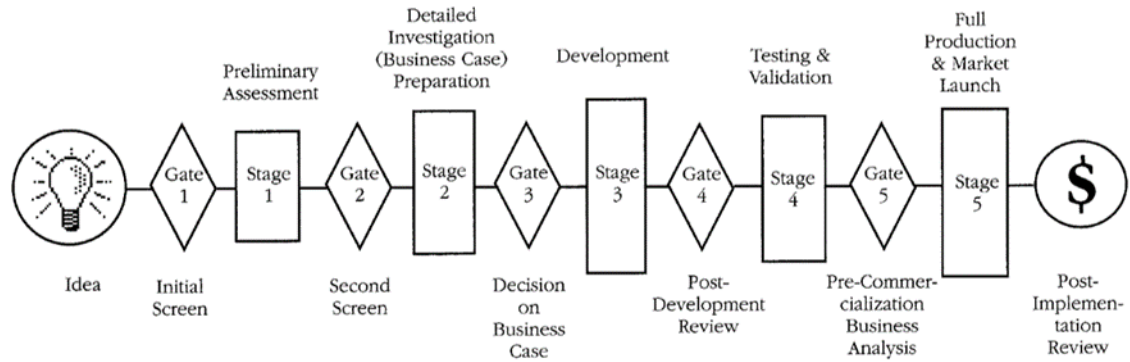 Preliminary
Assessment
Detailed
Investigation
(Business Case)
Preparation
Development
Testing &
Validation
Full
Production
& Market
Launch
Gate
1
Stage
1
Gate
2
Stage
2
Gate
3
Stage
3
Gate
4
Stage
4
Gate
5
Stage
5
$
Idea
Initial
Screen
Second
Screen
Decision
on
Business
Case
Post-
Development
Review
Pre-Commer-
cialization
Business
Analysis
Post-
Implemen-
tation
Review